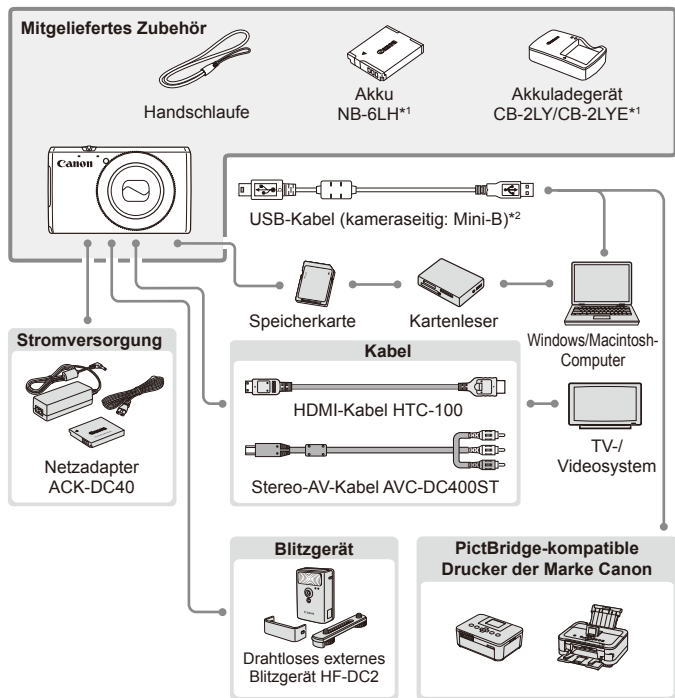 Mitgeliefertes Zubehör
Handschlaufe
Akku
NB-6LH*1
Akkuladegerät
CB-2LY/CB-2LYE*1
Canon
USB-Kabel (kameraseitig: Mini-B)*2
Speicherkarte
Kartenleser
Windows/Macintosh-
Computer
Stromversorgung
Netzadapter
ACK-DC40
Kabel
HDMI-Kabel HTC-100
Stereo-AV-Kabel AVC-DC400ST
TV-/
Videosystem
Blitzgerät
Drahtloses externes
Blitzgerät HF-DC2
PictBridge-kompatible
Drucker der Marke Canon